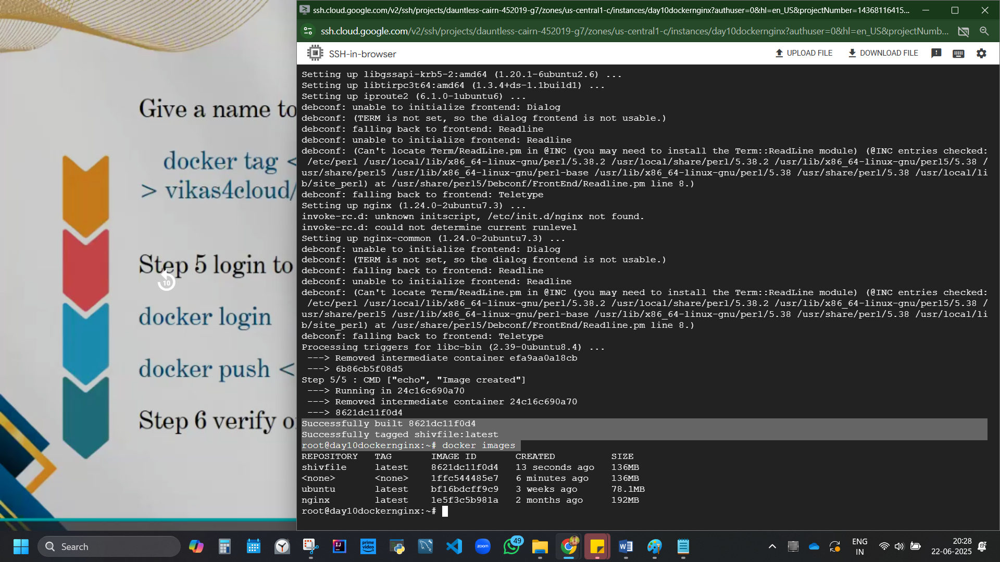 ssh.cloud.google.com/v2/ssh/projects/dauntless-cairn-452019-g7/zones/us-central1-c/instances/day10dockernginx?authuser=0&hl=en_US&projectNumber=14368116415...
ssh.cloud.google.com/v2/ssh/projects/dauntless-cairn-452019-g7/zones/us-central1-c/instances/day10dockernginx?authuser=0&hl=en_US&projectNumb...
SSH-in-browser
UPLOAD FILE
DOWNLOAD FILE
Give a name to
docker tag <
> vikas4cloud/
Step 5 login to
10
docker login
docker push <
Step 6 verify o
Setting up libgssapi-krb5-2:amd64 (1.20.1-6ubuntu2.6) ...
Setting up libtirpc3t64:amd64 (1.3.4+ds-1.1build1) ...
Setting up iproute2 (6.1.0-1ubuntu6) ...
debconf: unable to initialize frontend: Dialog
debconf: (TERM is not set, so the dialog frontend is not usable.)
debconf: falling back to frontend: Readline
debconf: unable to initialize frontend: Readline
debconf: (Can't locate Term/ReadLine.pm in @INC (you may need to install the Term::ReadLine module) (@INC entries checked:
/etc/perl /usr/local/lib/x86_64-linux-gnu/perl/5.38.2 /usr/local/share/perl/5.38.2 /usr/lib/x86_64-linux-gnu/perl5/5.38 /
usr/share/perl5 /usr/lib/x86_64-linux-gnu/perl-base /usr/lib/x86_64-linux-gnu/perl/5.38 /usr/share/perl/5.38 /usr/local/li
b/site_perl) at /usr/share/perl5/Debconf/FrontEnd/Readline.pm line 8.)
debconf: falling back to frontend: Teletype
Setting up nginx (1.24.0-2ubuntu7.3) ...
invoke-rc.d: unknown initscript, /etc/init.d/nginx not found.
invoke-rc.d: could not determine current runlevel
Setting up nginx-common (1.24.0-2ubuntu7.3) ...
debconf: unable to initialize frontend: Dialog
debconf: (TERM is not set, so the dialog frontend is not usable.)
debconf: falling back to frontend: Readline
debconf: unable to initialize frontend: Readline
debconf: (Can't locate Term/ReadLine.pm in @INC (you may need to install the Term::ReadLine module) (@INC entries checked:
/etc/perl /usr/local/lib/x86_64-linux-gnu/perl/5.38.2 /usr/local/share/perl/5.38.2 /usr/lib/x86_64-linux-gnu/perl5/5.38 /
usr/share/perl5 /usr/lib/x86_64-linux-gnu/perl-base /usr/lib/x86_64-linux-gnu/perl/5.38 /usr/share/perl/5.38 /usr/local/li
b/site_perl) at /usr/share/perl5/Debconf/FrontEnd/Readline.pm line 8.)
debconf: falling back to frontend: Teletype
Processing triggers for libc-bin (2.39-0ubuntu8.4) ...
---> Removed intermediate container efa9aa0a18cb
---> 6b86cb5f08d5
Step 5/5 : CMD ["echo", "Image created"]
---> Running in 24c16c690a70
---> Removed intermediate container 24c16c690a70
---> 8621dc11f0d4
Successfully built 8621dc11f0d4
Successfully tagged shivfile:latest
root@day10dockernginx:~# docker images
REPOSITORY TAG IMAGE ID CREATED SIZE
shivfile latest 8621dc11f0d4 13 seconds ago 136MB
<none> <none> 1ffc544485e7 6 minutes ago 136MB
ubuntu latest bf16bdcff9c9 3 weeks ago 78.1MB
nginx latest 1e5f3c5b981a 2 months ago 192MB
root@day10dockernginx:~#
Search
IJ
prime video
zoom
49
W
ENG
IN
20:28
22-06-2025